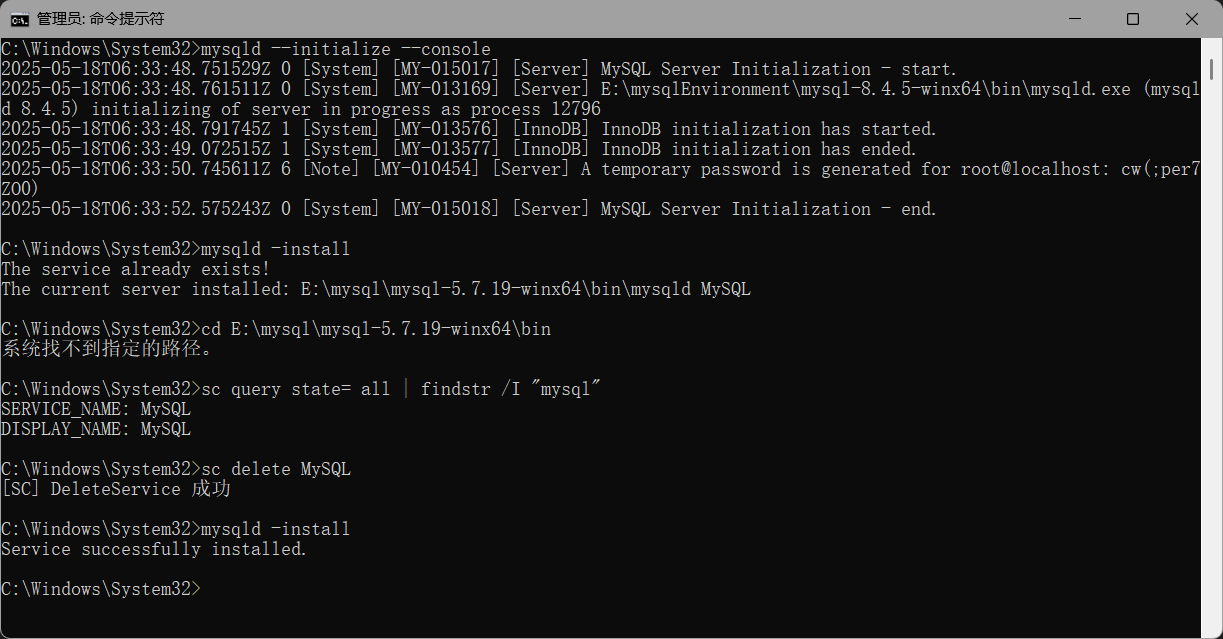 管理员: 命令提示符
C:\Windows\System32>mysqld --initialize --console
2025-05-18T06:33:48.751529Z 0 [System] [MY-015017] [Server] MySQL Server Initialization - start.
2025-05-18T06:33:48.761511Z 0 [System] [MY-013169] [Server] E:\mysqlEnvironment\mysql-8.4.5-winx64\bin\mysqld.exe (mysql
d 8.4.5) initializing of server in progress as process 12796
2025-05-18T06:33:48.791745Z 1 [System] [MY-013576] [InnoDB] InnoDB initialization has started.
2025-05-18T06:33:49.072515Z 1 [System] [MY-013577] [InnoDB] InnoDB initialization has ended.
2025-05-18T06:33:50.745611Z 6 [Note] [MY-010454] [Server] A temporary password is generated for root@localhost: cw(;per7
ZOO)
2025-05-18T06:33:52.575243Z 0 [System] [MY-015018] [Server] MySQL Server Initialization - end.
C:\Windows\System32>mysqld -install
The service already exists!
The current server installed: E:\mysql\mysql-5.7.19-winx64\bin\mysqld MySQL
C:\Windows\System32>cd E:\mysql\mysql-5.7.19-winx64\bin
系统找不到指定的路径。
C:\Windows\System32>sc query state= all | findstr /I "mysql"
SERVICE_NAME: MySQL
DISPLAY_NAME: MySQL
C:\Windows\System32>sc delete MySQL
[SC] DeleteService 成功
C:\Windows\System32>mysqld -install
Service successfully installed.
C:\Windows\System32>